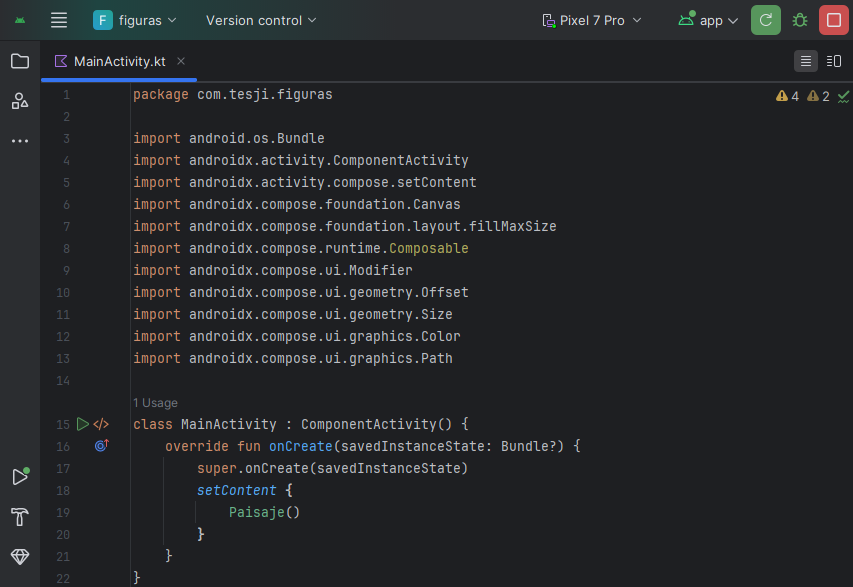 F figuras Version control Pixel 7 Pro app
MainActivity.kt
1 package com.tesji.figuras 4 2
2
3 import android.os.Bundle
4 import androidx.activity.ComponentActivity
5 import androidx.activity.compose.setContent
6 import androidx.compose.foundation.Canvas
7 import androidx.compose.foundation.layout.fillMaxSize
8 import androidx.compose.runtime.Composable
9 import androidx.compose.ui.Modifier
10 import androidx.compose.ui.geometry.Offset
11 import androidx.compose.ui.geometry.Size
12 import androidx.compose.ui.graphics.Color
13 import androidx.compose.ui.graphics.Path
14
1 Usage
15 </> class MainActivity : ComponentActivity() {
16 override fun onCreate(savedInstanceState: Bundle?) {
17 super.onCreate(savedInstanceState)
18 setContent {
19 Paisaje()
20 }
21 }
22 }